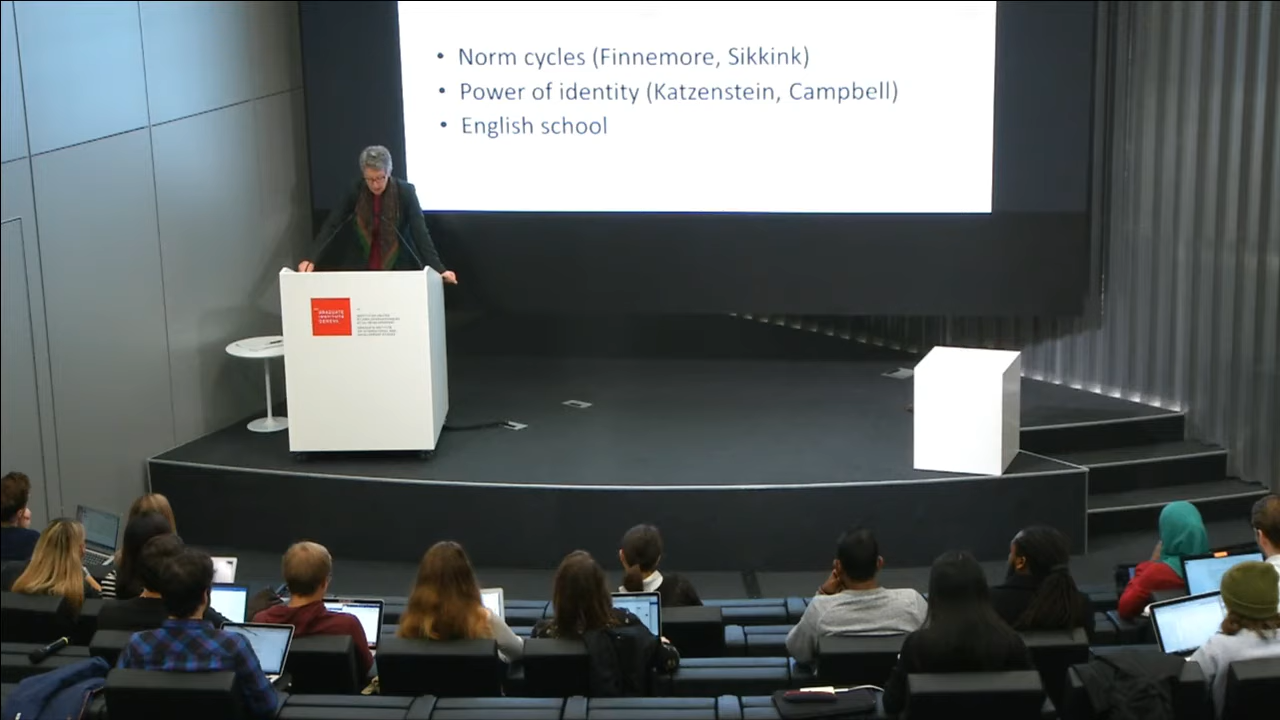 • Norm cycles (Finnemore, Sikkink)
• Power of identity (Katzenstein, Campbell)
• English school
GRADUATE
INSTITUTE
GENEVA